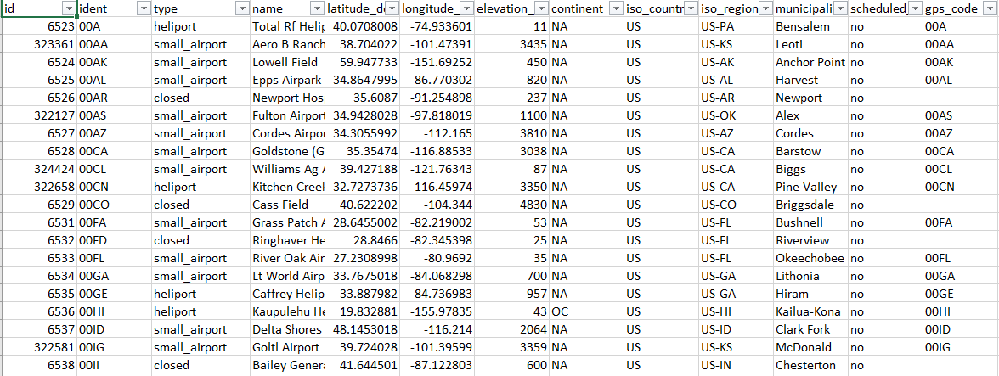 id ident type name latitude_de longitude_ elevation_ continent iso_countr iso_region municipali scheduled_ gps_code
6523 00A heliport Total Rf Helip 40.0708008 -74.933601 11 NA US US-PA Bensalem no 00A
323361 00AA small_airport Aero B Ranch 38.704022 -101.47391 3435 NA US US-KS Leoti no 00AA
6524 00AK small_airport Lowell Field 59.947733 -151.69252 450 NA US US-AK Anchor Point no 00AK
6525 00AL small_airport Epps Airpark 34.8647995 -86.770302 820 NA US US-AL Harvest no 00AL
6526 00AR closed Newport Hos 35.6087 -91.254898 237 NA US US-AR Newport no
322127 00AS small_airport Fulton Airport 34.9428028 -97.818019 1100 NA US US-OK Alex no 00AS
6527 00AZ small_airport Cordes Airpo 34.3055992 -112.165 3810 NA US US-AZ Cordes no 00AZ
6528 00CA small_airport Goldstone (G 35.35474 -116.88533 3038 NA US US-CA Barstow no 00CA
324424 00CL small_airport Williams Ag A 39.427188 -121.76343 87 NA US US-CA Biggs no 00CL
322658 00CN heliport Kitchen Creek 32.7273736 -116.45974 3350 NA US US-CA Pine Valley no 00CN
6529 00CO closed Cass Field 40.622202 -104.344 4830 NA US US-CO Briggsdale no
6531 00FA small_airport Grass Patch A 28.6455002 -82.219002 53 NA US US-FL Bushnell no 00FA
6532 00FD closed Ringhaver He 28.8466 -82.345398 25 NA US US-FL Riverview no
6533 00FL small_airport River Oak Air 27.2308998 -80.9692 35 NA US US-FL Okeechobee no 00FL
6534 00GA small_airport Lt World Airp 33.7675018 -84.068298 700 NA US US-GA Lithonia no 00GA
6535 00GE heliport Caffrey Helip 33.887982 -84.736983 957 NA US US-GA Hiram no 00GE
6536 00HI heliport Kaupulehu He 19.832881 -155.97835 43 OC US US-HI Kailua-Kona no 00HI
6537 00ID small_airport Delta Shores 48.1453018 -116.214 2064 NA US US-ID Clark Fork no 00ID
322581 00IG small_airport Goltl Airport 39.724028 -101.39599 3359 NA US US-KS McDonald no 00IG
6538 00II closed Bailey Genera 41.644501 -87.122803 600 NA US US-IN Chesterton no